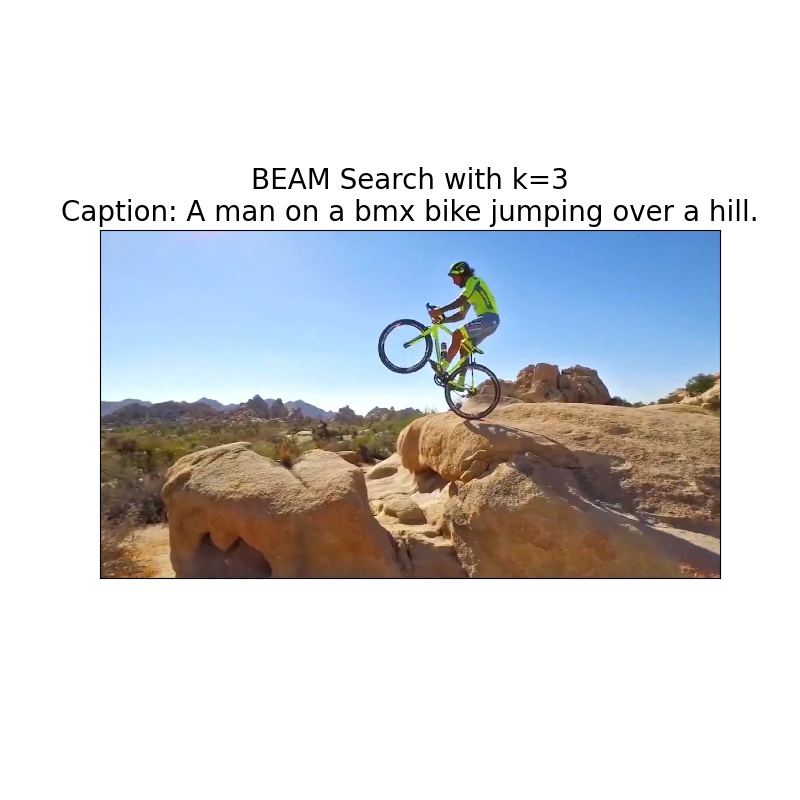 BEAM Search with k=3
Caption: A man on a bmx bike jumping over a hill.